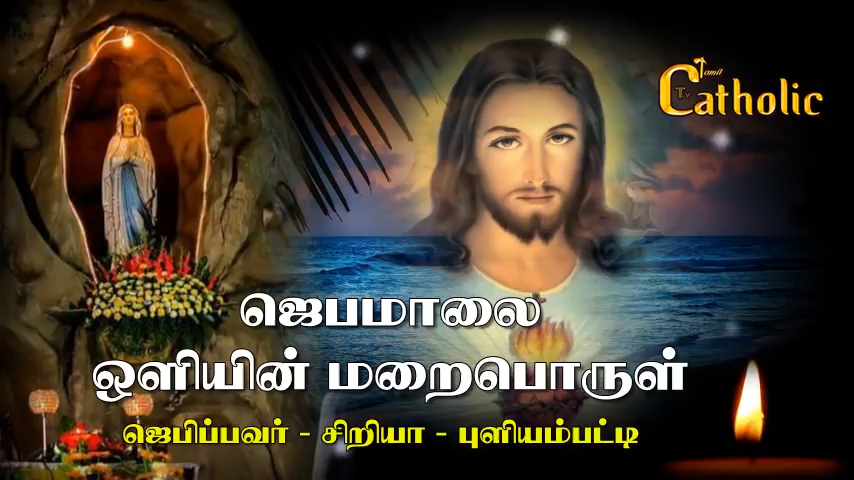 Tamil
Catholic
Tv
ஜெபமாலை
ஒளியின் மறைபொருள்
ஜெபிப்பவர் - சிறியா - புளியம்பட்டி